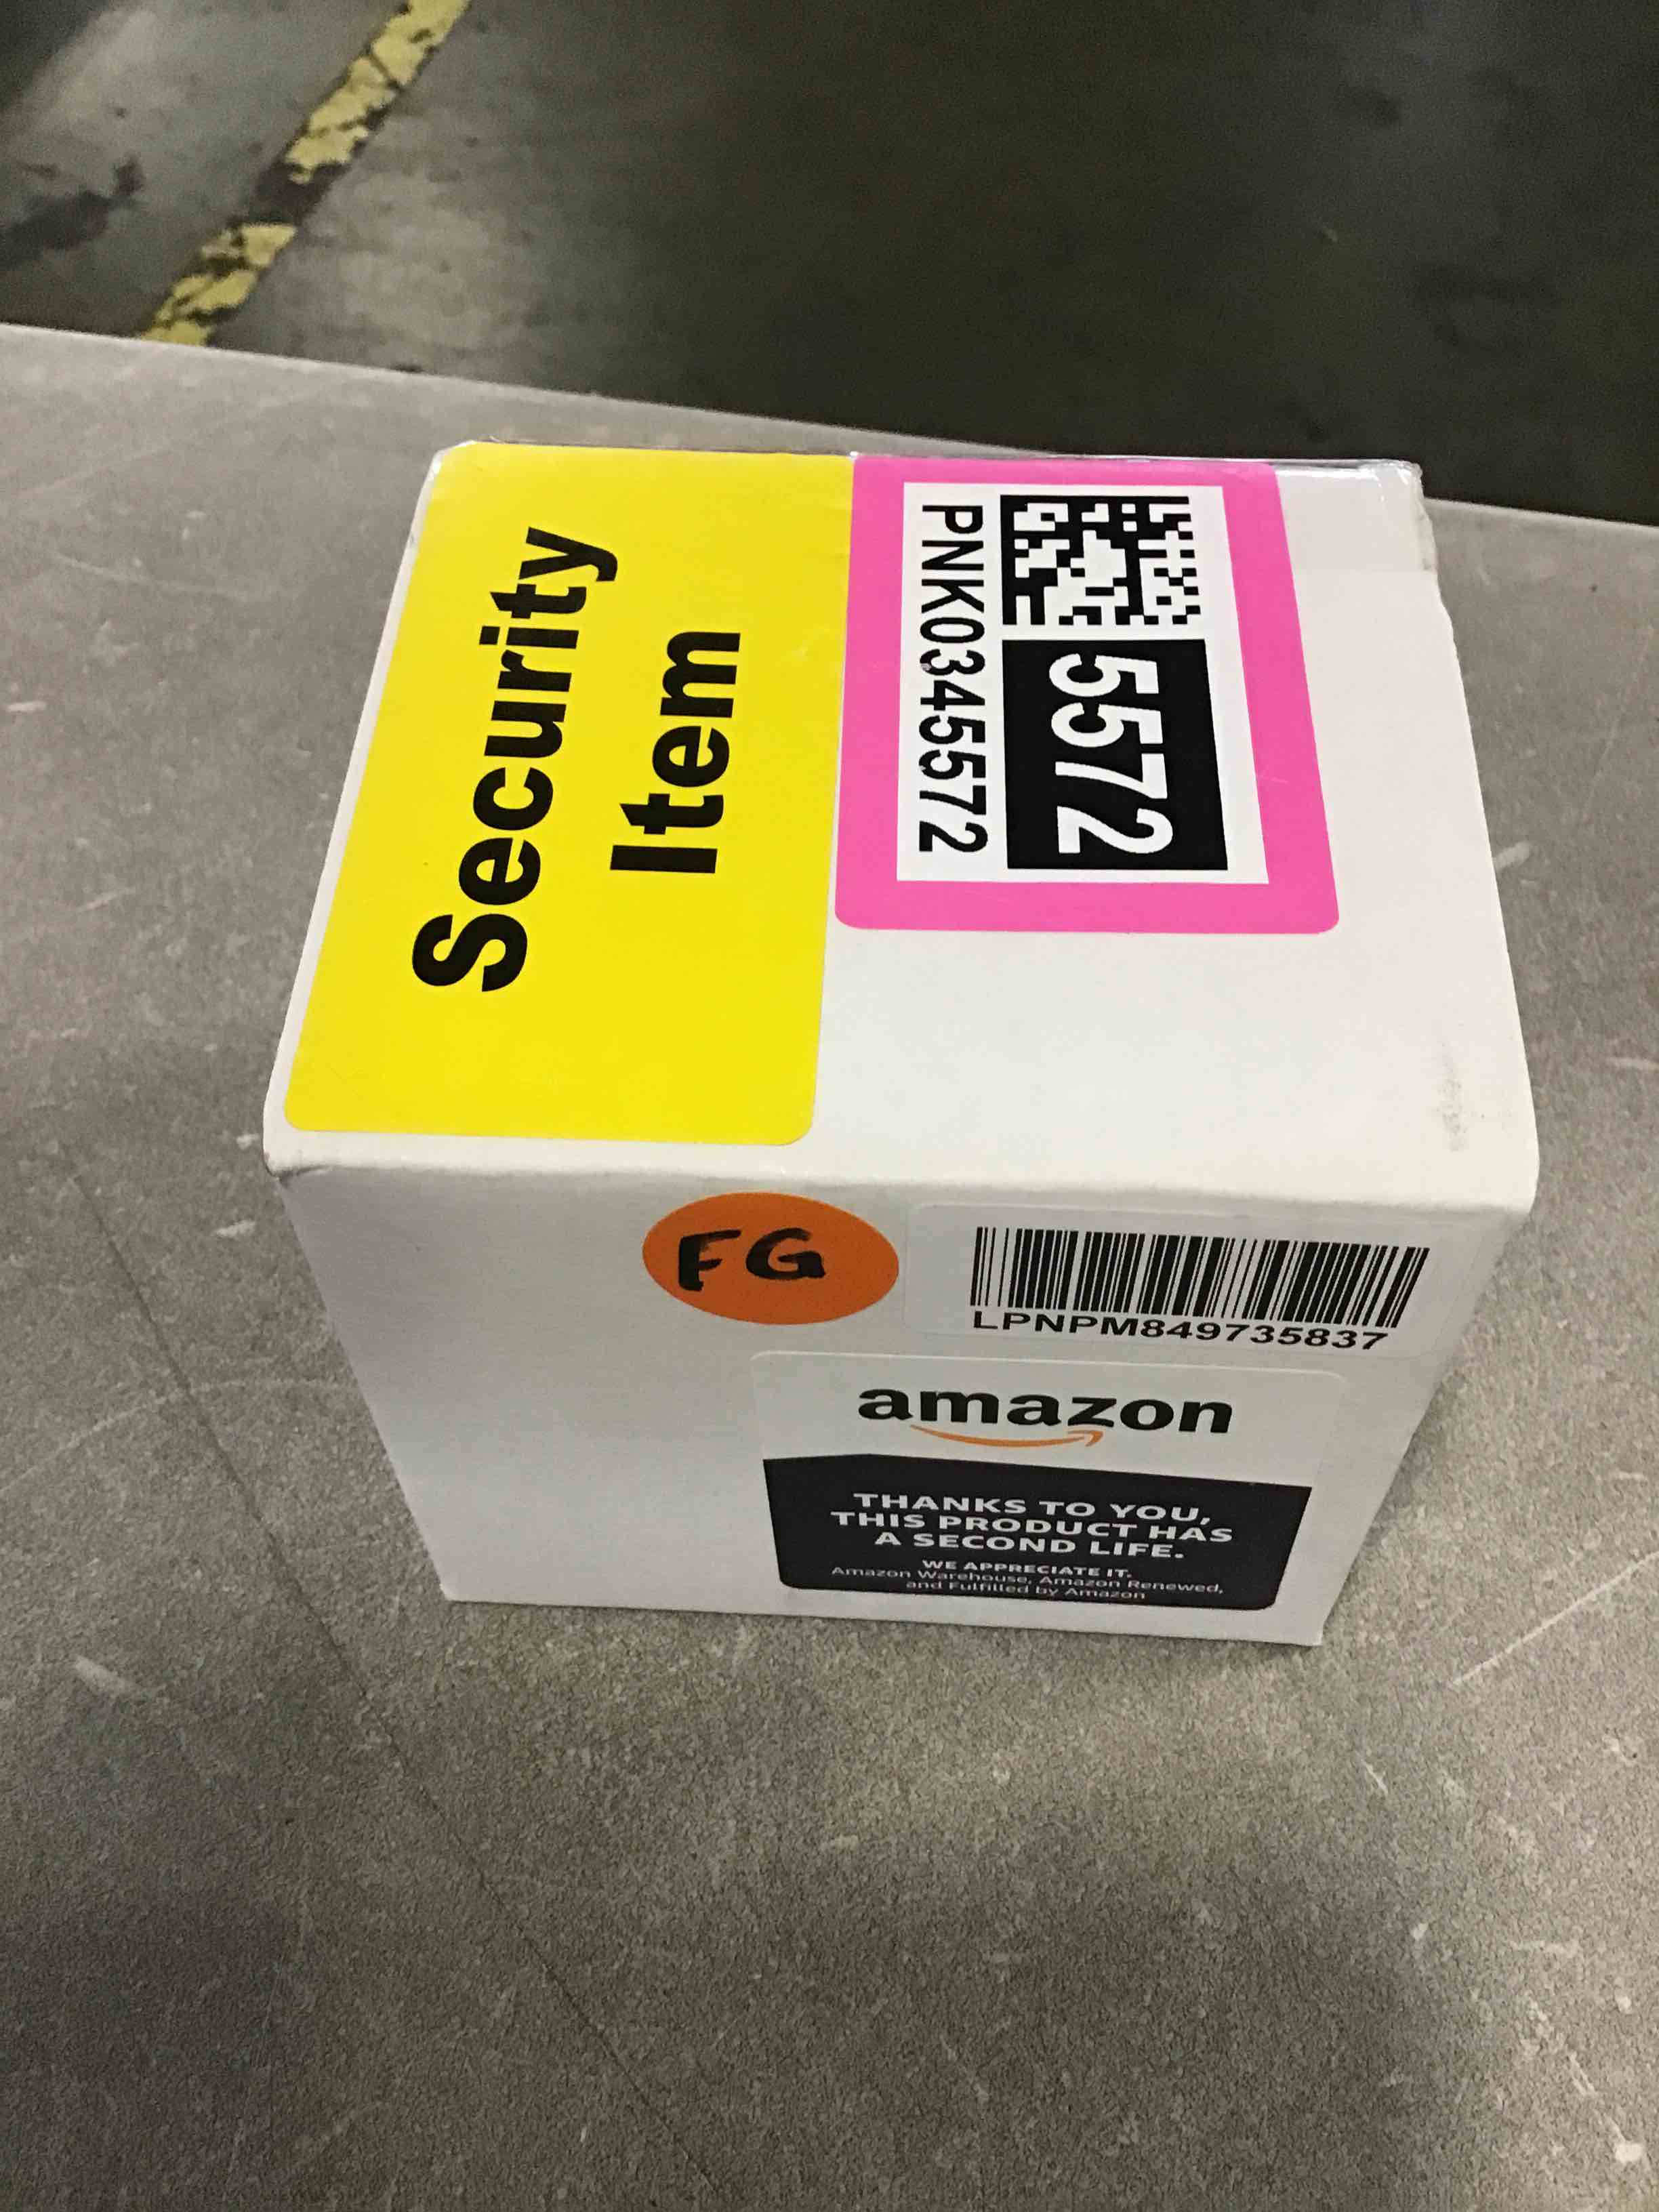 Security
Item
PNK0345572
5572
FG
LPNPM849735837
amazon
THANKS TO YOU,
THIS PRODUCT HAS
A SECOND LIFE.
WE APPRECIATE IT.
Amazon Warehouse, Amazon Renewed,
and Fulfilled by Amazon